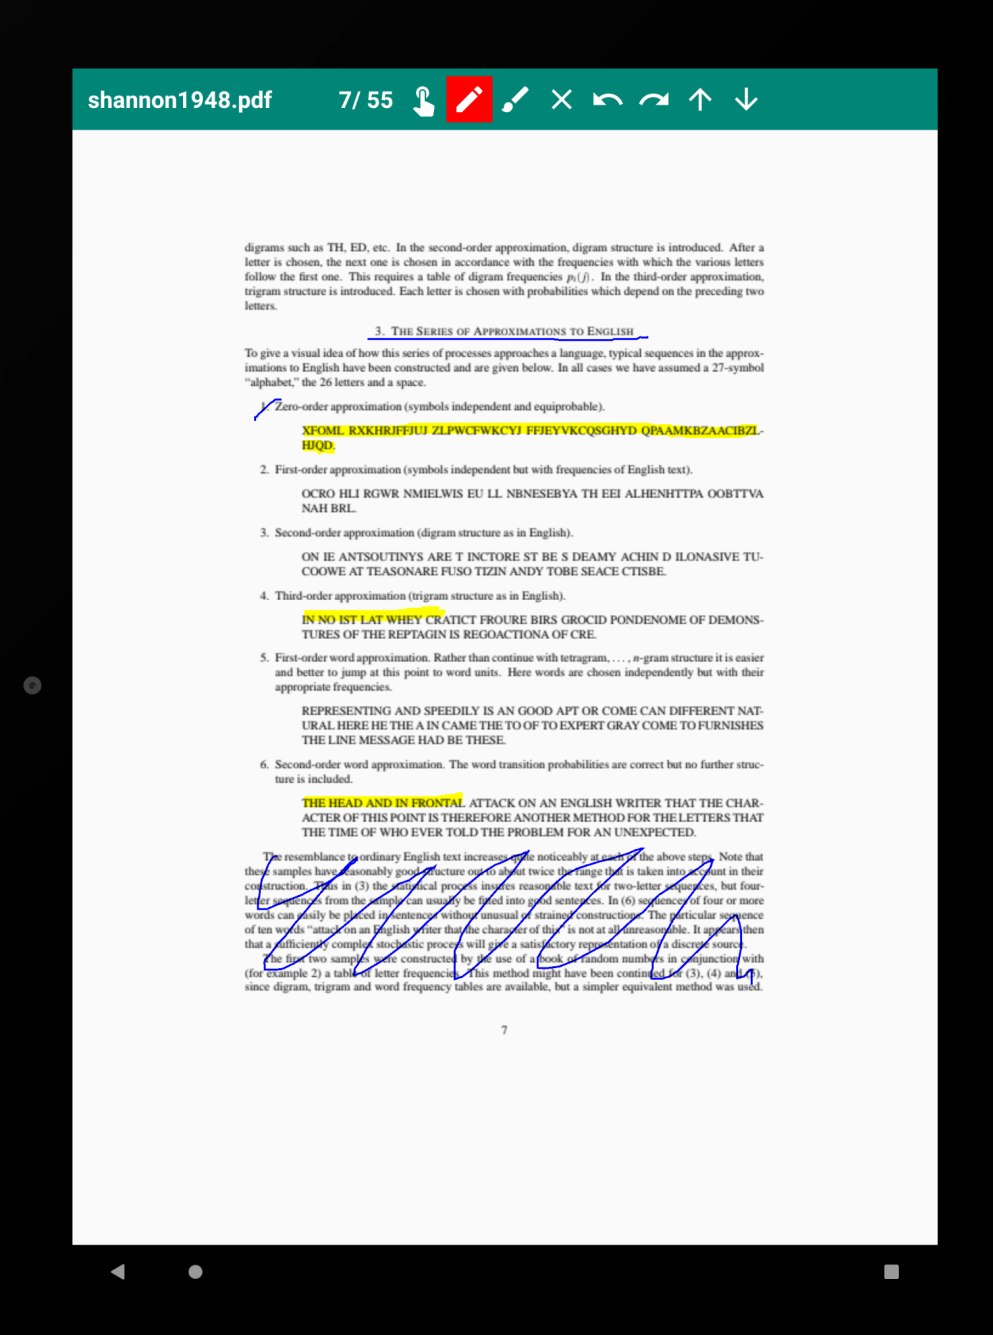 shannon1948.pdf 7/ 55
digrams such as TH, ED, etc. In the second-order approximation, digram structure is introduced. After a
letter is chosen, the next one is chosen in accordance with the frequencies with which the various letters
follow the first one. This requires a table of digram frequencies pᵢ(j). In the third-order approximation,
trigram structure is introduced. Each letter is chosen with probabilities which depend on the preceding two
letters.
3. THE SERIES OF APPROXIMATIONS TO ENGLISH
To give a visual idea of how this series of processes approaches a language, typical sequences in the approx-
imations to English have been constructed and are given below. In all cases we have assumed a 27-symbol
“alphabet,” the 26 letters and a space.
1. Zero-order approximation (symbols independent and equiprobable).
XFOML RXKHRJFFJUJ ZLPWCFWKCYJ FFJEYVKCQSGHYD QPAAMKBZAACIBZL-
HJQD.
2. First-order approximation (symbols independent but with frequencies of English text).
OCRO HLI RGWR NMIELWIS EU LL NBNESEBYA TH EEI ALHENHTTPA OOBTTVA
NAH BRL.
3. Second-order approximation (digram structure as in English).
ON IE ANTSOUTINYS ARE T INCTORE ST BE S DEAMY ACHIN D ILONASIVE TU-
COOWE AT TEASONARE FUSO TIZIN ANDY TOBE SEACE CTISBE.
4. Third-order approximation (trigram structure as in English).
IN NO IST LAT WHEY CRATICT FROURE BIRS GROCID PONDENOME OF DEMONS-
TURES OF THE REPTAGIN IS REGOACTIONA OF CRE.
5. First-order word approximation. Rather than continue with tetragram, . . . , n-gram structure it is easier
and better to jump at this point to word units. Here words are chosen independently but with their
appropriate frequencies.
REPRESENTING AND SPEEDILY IS AN GOOD APT OR COME CAN DIFFERENT NAT-
URAL HERE HE THE A IN CAME THE TO OF TO EXPERT GRAY COME TO FURNISHES
THE LINE MESSAGE HAD BE THESE.
6. Second-order word approximation. The word transition probabilities are correct but no further struc-
ture is included.
THE HEAD AND IN FRONTAL ATTACK ON AN ENGLISH WRITER THAT THE CHAR-
ACTER OF THIS POINT IS THEREFORE ANOTHER METHOD FOR THE LETTERS THAT
THE TIME OF WHO EVER TOLD THE PROBLEM FOR AN UNEXPECTED.
The resemblance to ordinary English text increases quite noticeably at each of the above steps. Note that
these samples have reasonably good structure out to about twice the range that is taken into account in their
construction. Thus in (3) the statistical process insures reasonable text for two-letter sequences, but four-
letter sequences from the sample can usually be fitted into good sentences. In (6) sequences of four or more
words can easily be placed in sentences without unusual or strained constructions. The particular sequence
of ten words “attack on an English writer that the character of this” is not at all unreasonable. It appears then
that a sufficiently complex stochastic process will give a satisfactory representation of a discrete source.
The first two samples were constructed by the use of a book of random numbers in conjunction with
(for example 2) a table of letter frequencies. This method might have been continued for (3), (4) and (5),
since digram, trigram and word frequency tables are available, but a simpler equivalent method was used.
7